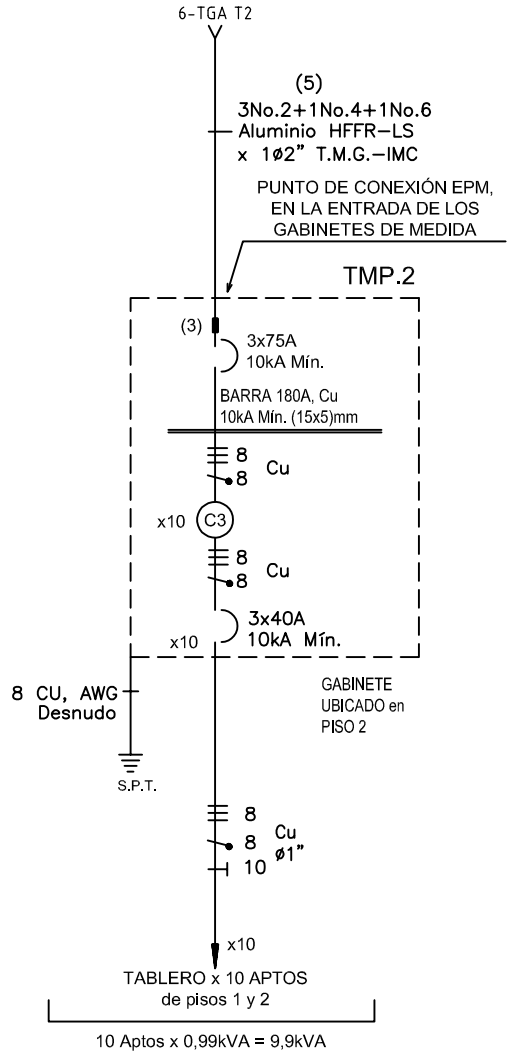 6-TGA T2
(5)
3No.2+1No.4+1No.6
Aluminio HFFR-LS
x 1ø2" T.M.G.-IMC
PUNTO DE CONEXIÓN EPM,
EN LA ENTRADA DE LOS
GABINETES DE MEDIDA
TMP.2
(3)
3x75A
10kA Mín.
BARRA 180A, Cu
10kA Mín. (15x5)mm
8
Cu
8
x10
C3
8
Cu
8
3x40A
10kA Mín.
x10
8 CU, AWG
Desnudo
S.P.T.
GABINETE
UBICADO en
PISO 2
8
Cu
8
ø1"
10
x10
TABLERO x 10 APTOS
de pisos 1 y 2
10 Aptos x 0,99kVA = 9,9kVA